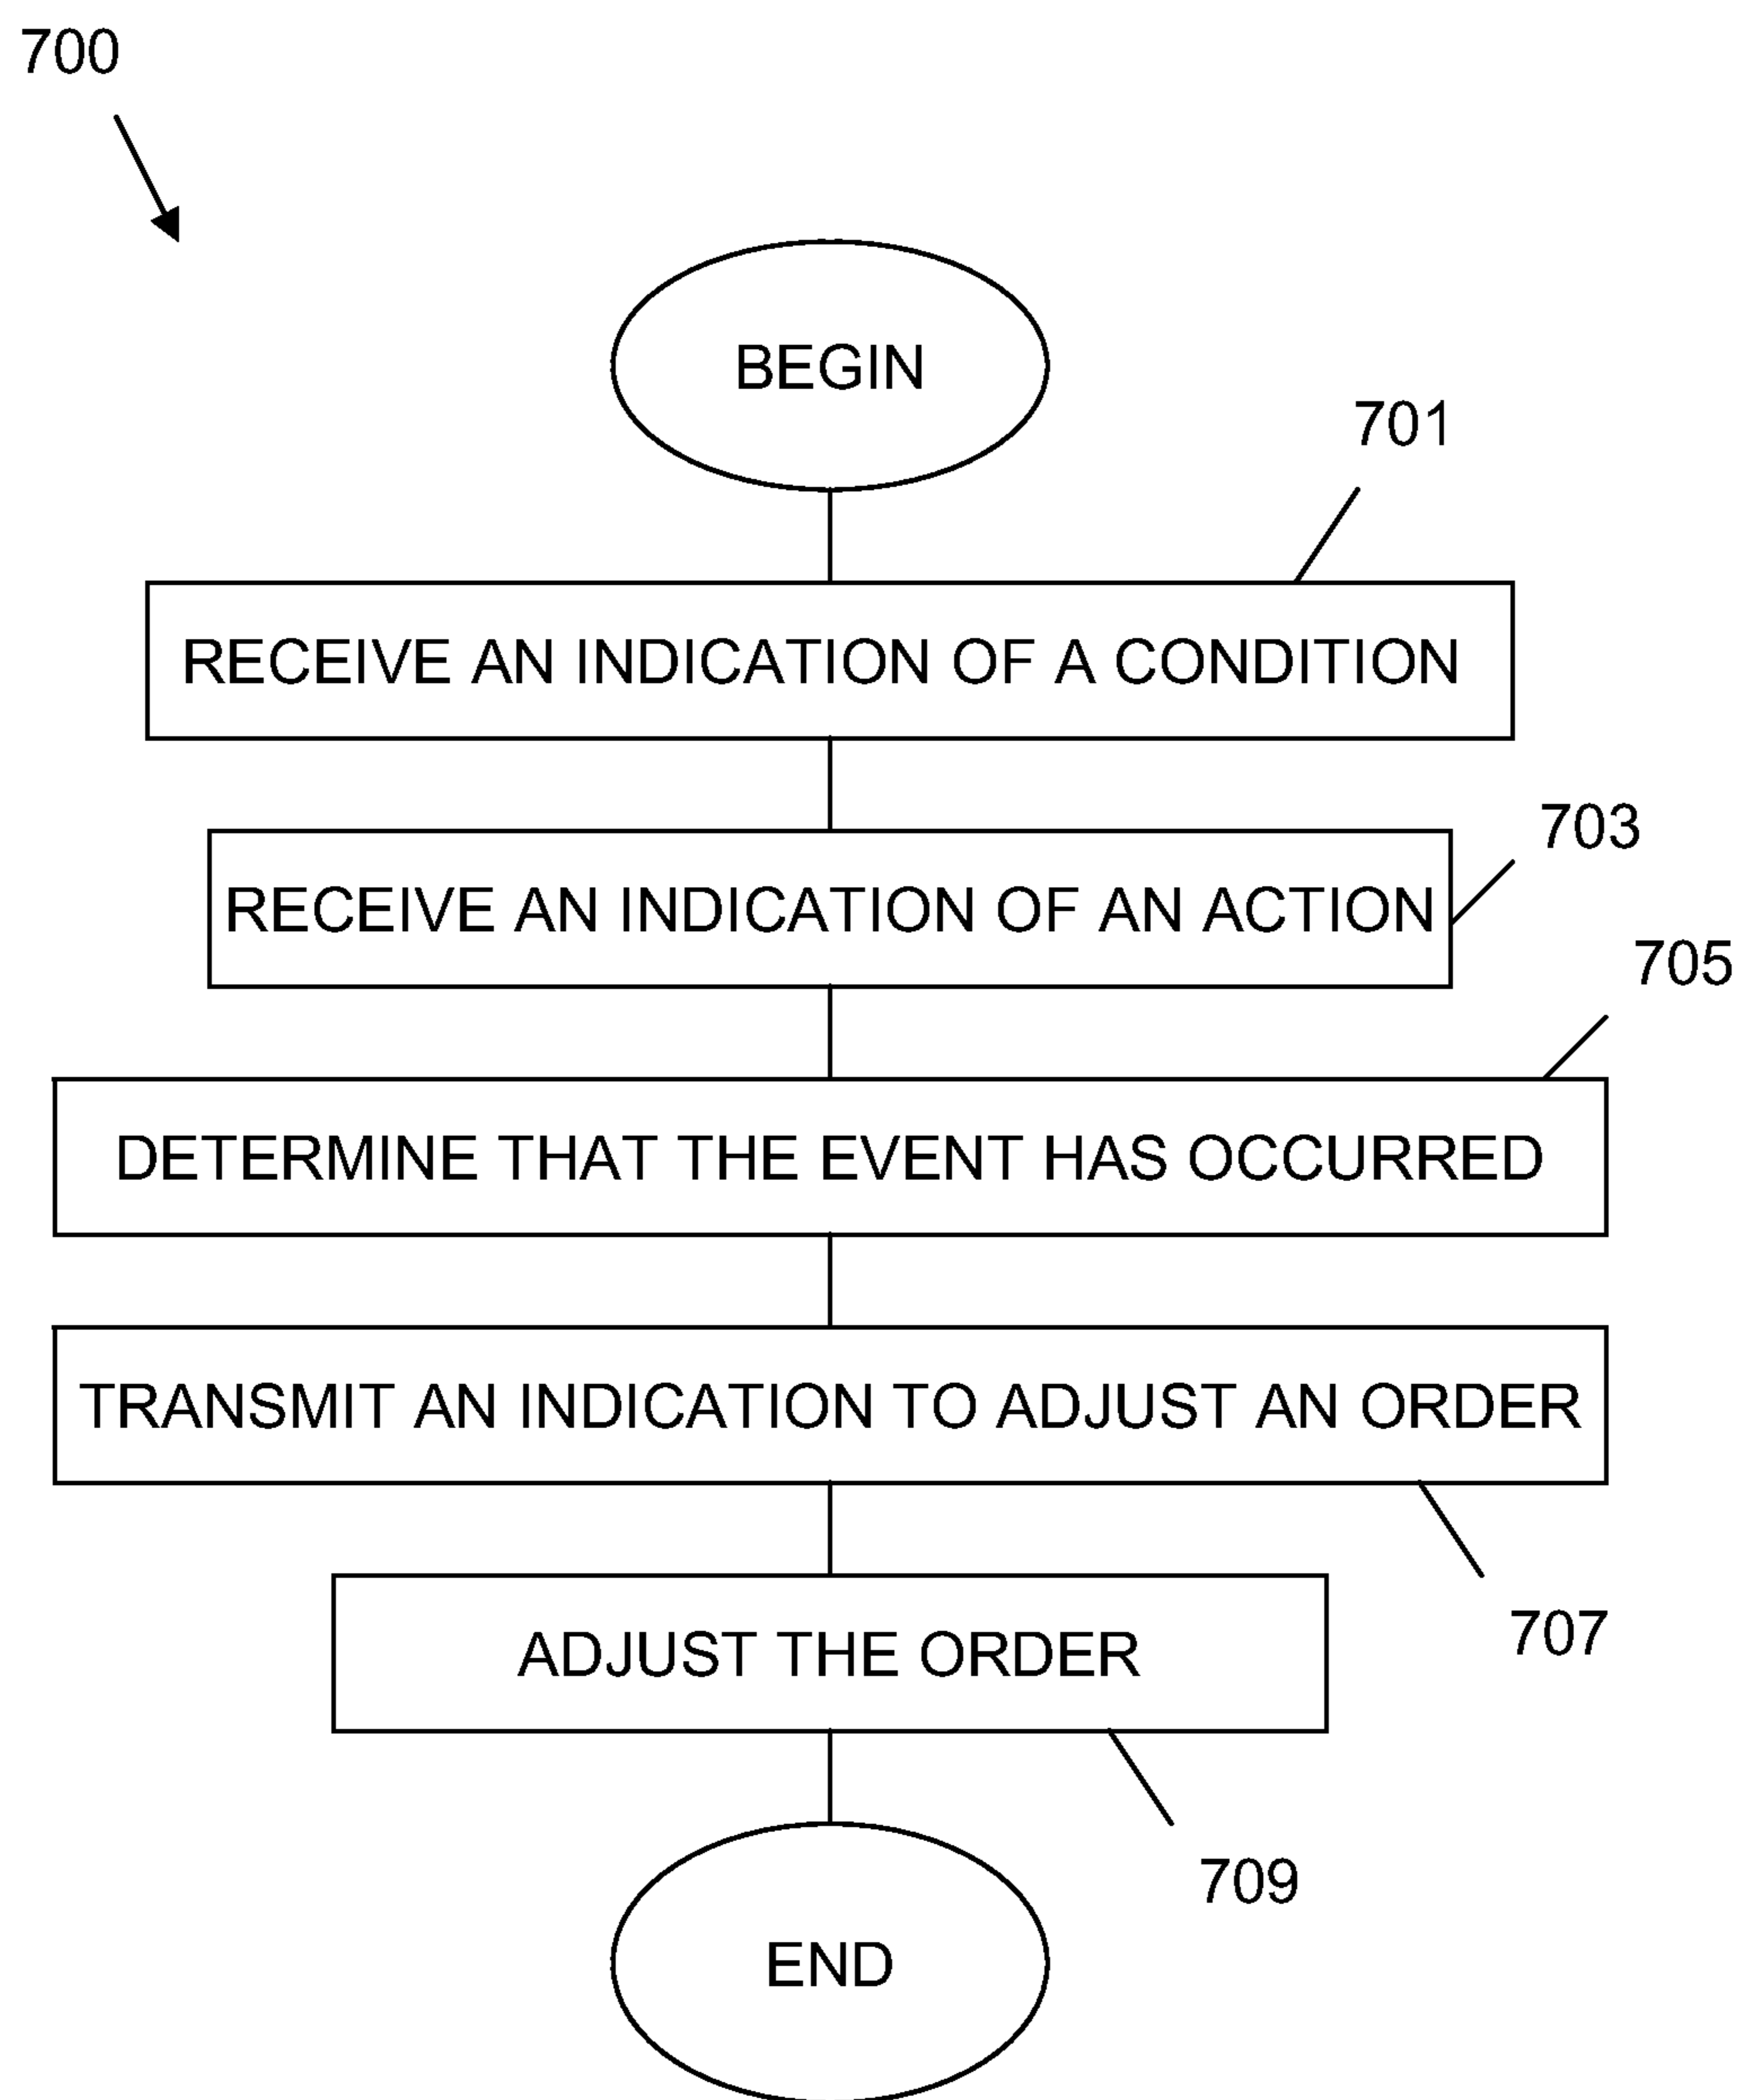 700
BEGIN
701
RECEIVE AN INDICATION OF A CONDITION
703
RECEIVE AN INDICATION OF AN ACTION
705
DETERMINE THAT THE EVENT HAS OCCURRED
TRANSMIT AN INDICATION TO ADJUST AN ORDER
707
ADJUST THE ORDER
709
END